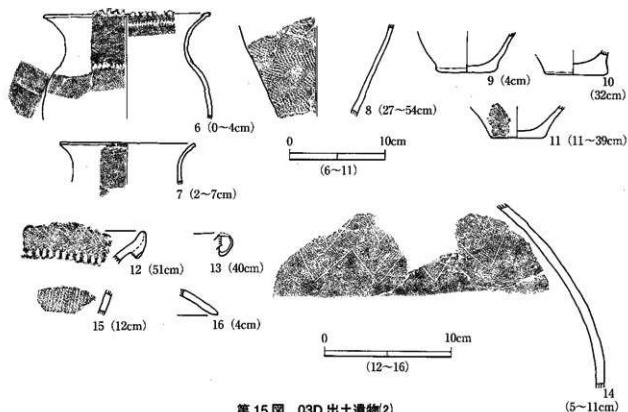 6 (0~4cm)
8 (27~54cm)
9 (4cm)
10
(32cm)
11 (11~39cm)
0 10cm
(6~11)
7 (2~7cm)
12 (51cm)
13 (40cm)
15 (12cm)
16 (4cm)
0 10cm
(12~16)
14
(5~11cm)
第15図 03D出土遺物(2)